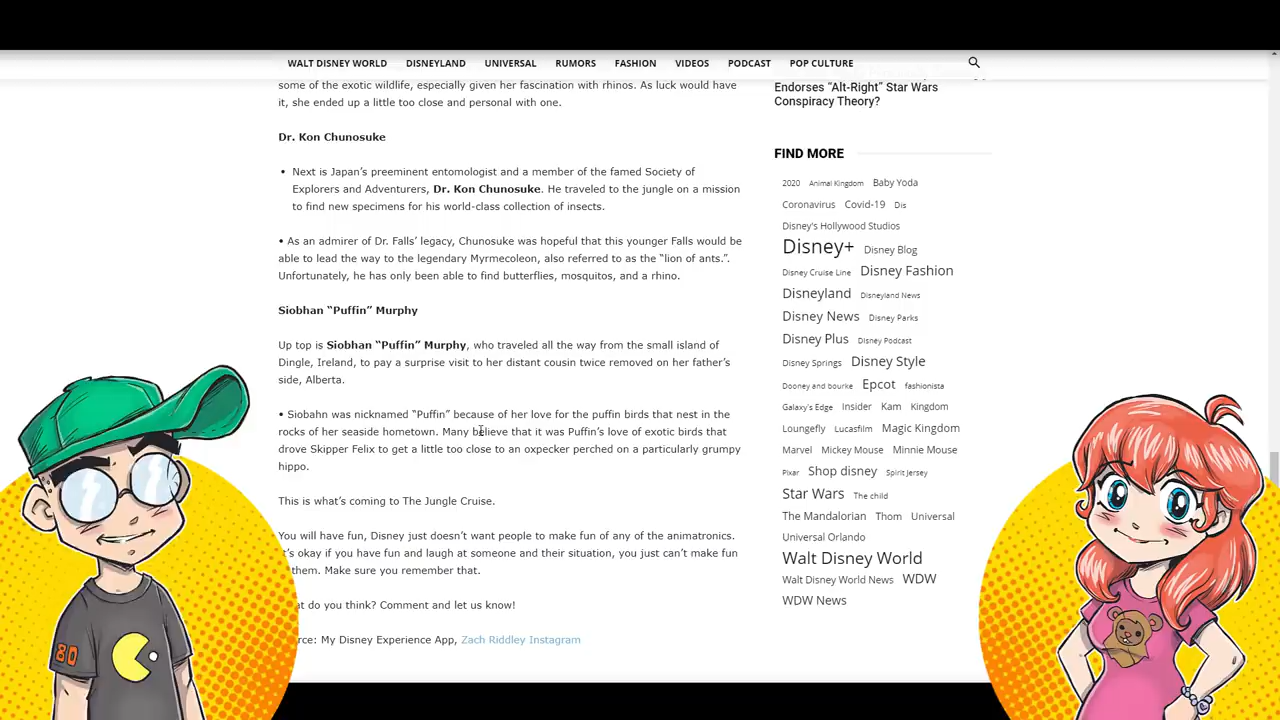 WALT DISNEY WORLD DISNEYLAND UNIVERSAL RUMORS FASHION VIDEOS PODCAST POP CULTURE
some of the exotic wildlife, especially given her fascination with rhinos. As luck would have
it, she ended up a little too close and personal with one.
Dr. Kon Chunosuke
• Next is Japan's preeminent entomologist and a member of the famed Society of
Explorers and Adventurers, Dr. Kon Chunosuke. He traveled to the jungle on a mission
to find new specimens for his world-class collection of insects.
• As an admirer of Dr. Falls' legacy, Chunosuke was hopeful that this younger Falls would be
able to lead the way to the legendary Myrmecoleon, also referred to as the "lion of ants.".
Unfortunately, he has only been able to find butterflies, mosquitos, and a rhino.
Siobhan "Puffin" Murphy
Up top is Siobhan "Puffin" Murphy, who traveled all the way from the small island of
Dingle, Ireland, to pay a surprise visit to her distant cousin twice removed on her father's
side, Alberta.
• Siobahn was nicknamed "Puffin" because of her love for the puffin birds that nest in the
rocks of her seaside hometown. Many believe that it was Puffin's love of exotic birds that
drove Skipper Felix to get a little too close to an oxpecker perched on a particularly grumpy
hippo.
This is what's coming to The Jungle Cruise.
You will have fun, Disney just doesn't want people to make fun of any of the animatronics.
's okay if you have fun and laugh at someone and their situation, you just can't make fun
them. Make sure you remember that.
at do you think? Comment and let us know!
rce: My Disney Experience App, Zach Riddley Instagram
Endorses "Alt-Right" Star Wars
Conspiracy Theory?
FIND MORE
2020 Animal Kingdom Baby Yoda
Coronavirus Covid-19 Dis
Disney's Hollywood Studios
Disney+ Disney Blog
Disney Cruise Line Disney Fashion
Disneyland Disneyland News
Disney News Disney Parks
Disney Plus Disney Podcast
Disney Springs Disney Style
Dooney and bourke Epcot fashionista
Galaxy's Edge Insider Kam Kingdom
Loungefly Lucasfilm Magic Kingdom
Marvel Mickey Mouse Minnie Mouse
Pixar Shop disney Spirit Jersey
Star Wars The child
The Mandalorian Thom Universal
Universal Orlando
Walt Disney World
Walt Disney World News WDW
WDW News
80